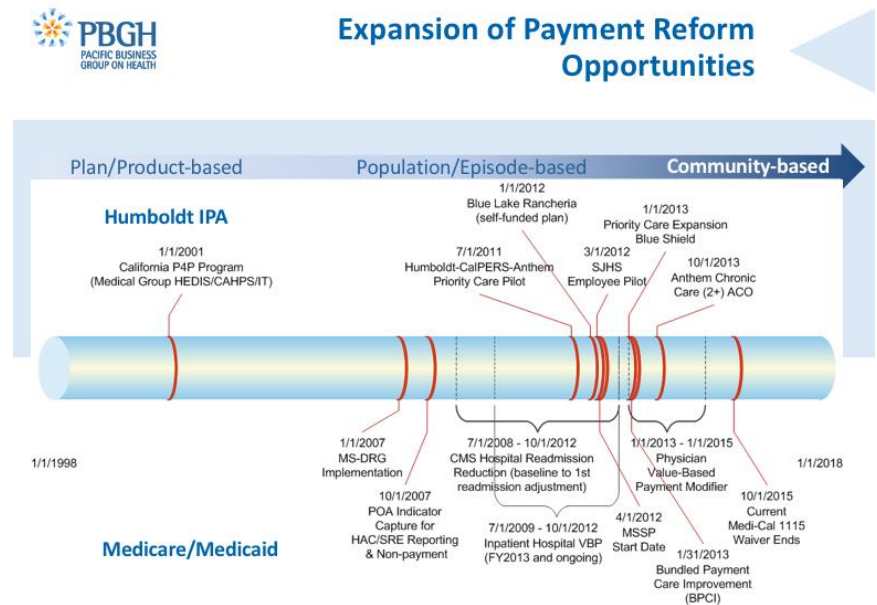 PBGH
PACIFIC BUSINESS
GROUP ON HEALTH
Expansion of Payment Reform
Opportunities
Plan/Product-based
Population/Episode-based
Community-based
Humboldt IPA
1/1/2001
California P4P Program
(Medical Group HEDIS/CAHPS/IT)
7/1/2011
Humboldt-CalPERS-Anthem
Priority Care Pilot
1/1/2012
Blue Lake Rancheria
(self-funded plan)
3/1/2012
SJHS
Employee Pilot
1/1/2013
Priority Care Expansion
Blue Shield
10/1/2013
Anthem Chronic
Care (2+) ACO
1/1/1998
1/1/2007
MS-DRG
Implementation
10/1/2007
POA Indicator
Capture for
HAC/SRE Reporting
& Non-payment
7/1/2008 - 10/1/2012
CMS Hospital Readmission
Reduction (baseline to 1st
readmission adjustment)
7/1/2009 - 10/1/2012
Inpatient Hospital VBP
(FY2013 and ongoing)
4/1/2012
MSSP
Start Date
1/1/2013 - 1/1/2015
Physician
Value-Based
Payment Modifier
1/31/2013
Bundled Payment
Care Improvement
(BPCI)
10/1/2015
Current
Medi-Cal 1115
Waiver Ends
1/1/2018
Medicare/Medicaid